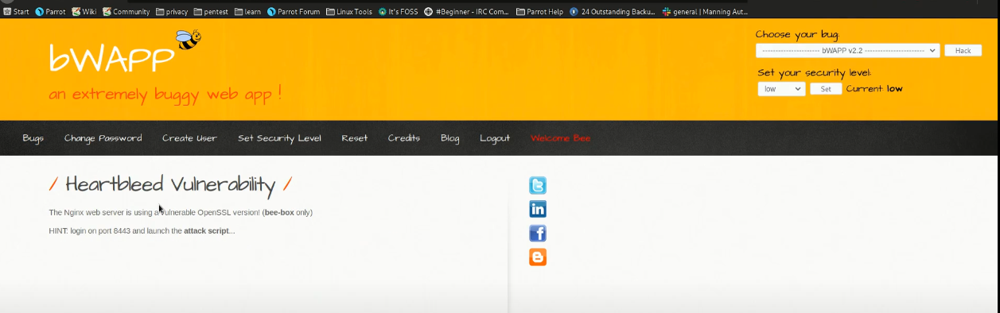 Start Parrot Wiki Community privacy pentest learn Parrot Forum Linux Tools It's FOSS #Beginner - IRC Com... Parrot Help 24 Outstanding Backu... general | Manning Aut...
bWAPP
an extremely buggy web app !
Choose your bug:
---------------------- bWAPP v2.2 ---------------------- Hack
Set your security level:
low Set Current: low
Bugs Change Password Create User Set Security Level Reset Credits Blog Logout Welcome Bee
/ Heartbleed Vulnerability /
The Nginx web server is using a vulnerable OpenSSL version! (bee-box only)
HINT: login on port 8443 and launch the attack script...